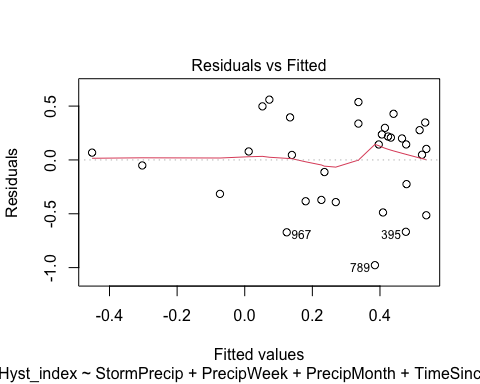 Residuals vs Fitted
Residuals
0.5
0.0
-0.5
-1.0
967
395
789
-0.4 -0.2 0.0 0.2 0.4
Fitted values
Hyst_index ~ StormPrecip + PrecipWeek + PrecipMonth + TimeSinc